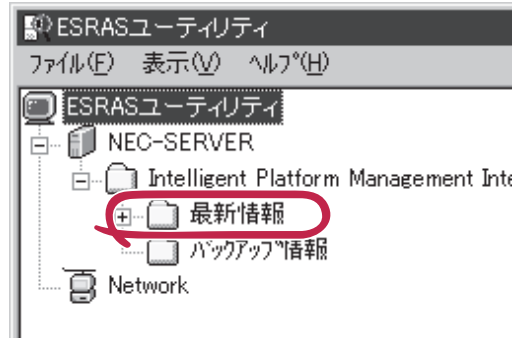 ESRASユーティリティ
ファイル(F) 表示(V) ヘルプ(H)
ESRASユーティリティ
NEC-SERVER
Intelligent Platform Management Inte
最新情報
バックアップ情報
Network